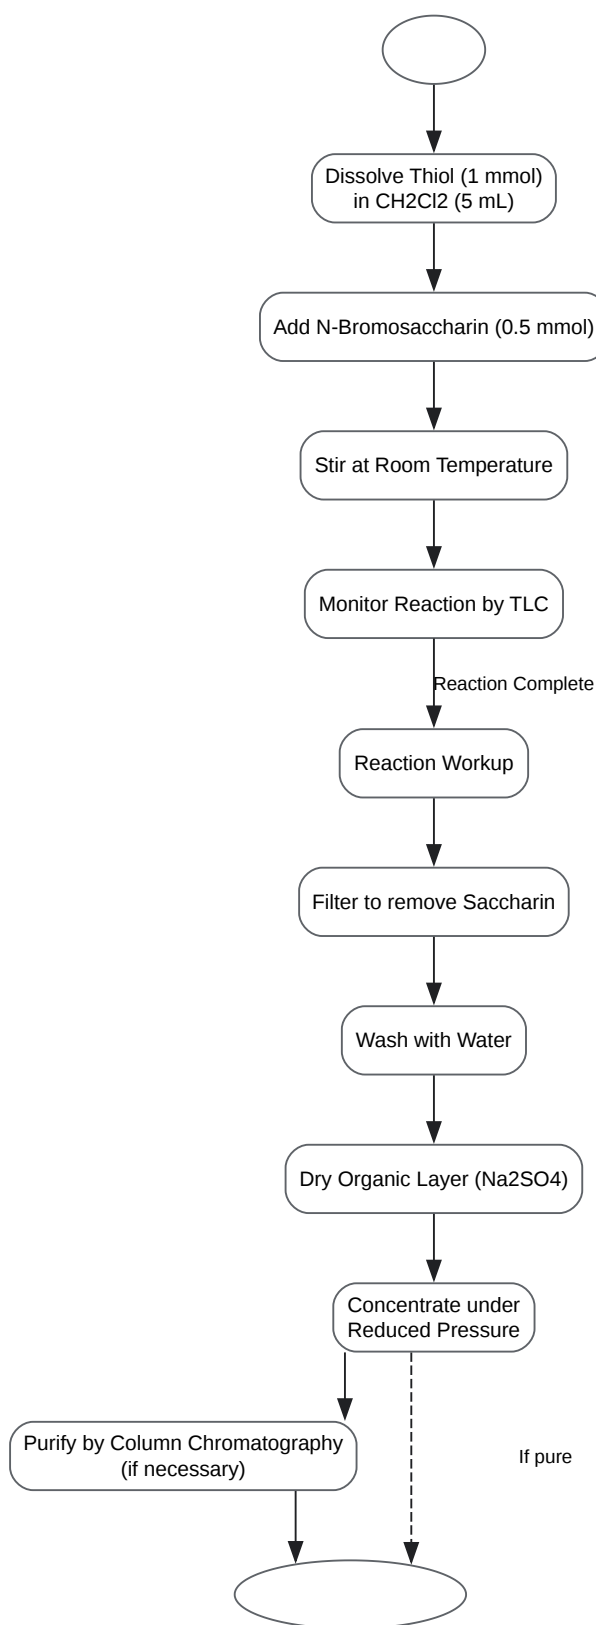 Dissolve Thiol (1 mmol)
in CH2Cl2 (5 mL)
Add N-Bromosaccharin (0.5 mmol)
Stir at Room Temperature
Monitor Reaction by TLC
Reaction Complete
Reaction Workup
Filter to remove Saccharin
Wash with Water
Dry Organic Layer (Na2SO4)
Concentrate under
Reduced Pressure
Purify by Column Chromatography
(if necessary)
If pure